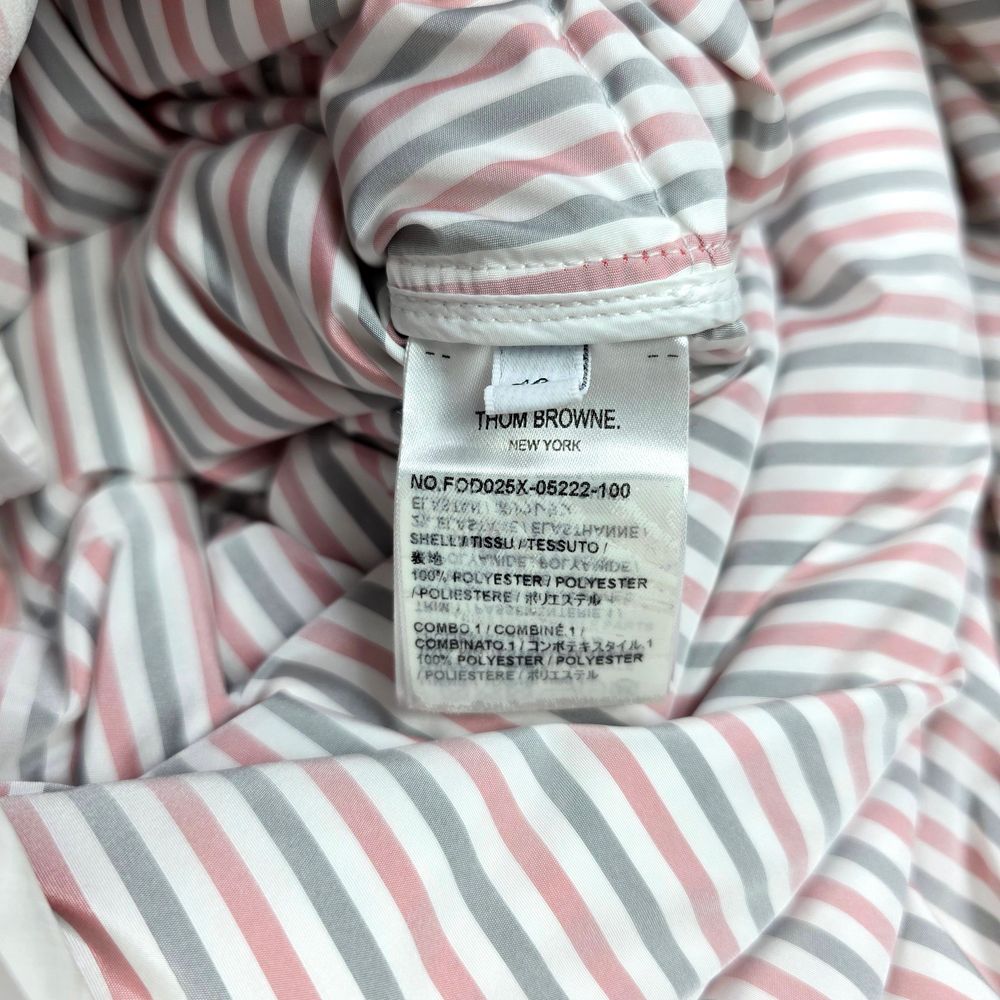 THOM BROWNE.
NEW YORK
NO.FOD025X-05222-100
SHELL / TISSU / TESSUTO /
表地
100% POLYESTER / POLYESTER
/ POLIESTERE / ポリエステル
COMBO.1 / COMBINÉ.1 /
COMBINATO.1 / コンポテキスタイル.1
100% POLYESTER / POLYESTER
/ POLIESTERE / ポリエステル